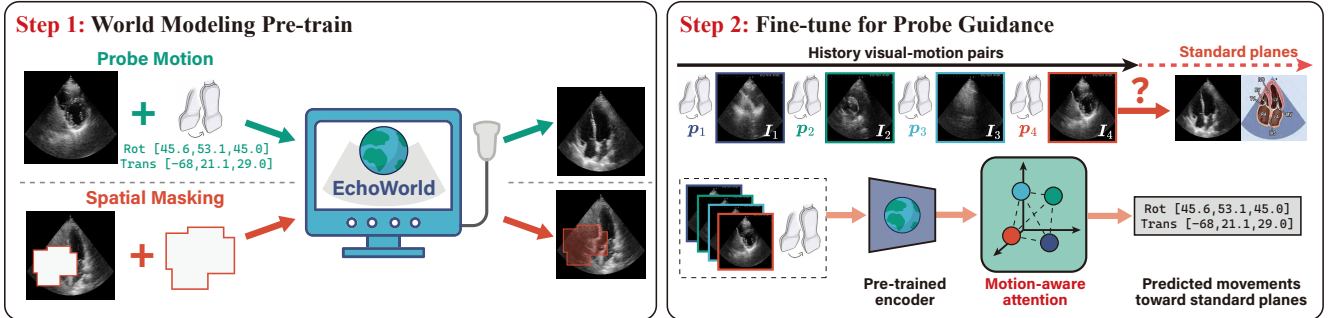 Step 1: World Modeling Pre-train
Probe Motion
Rot [45.6,53.1,45.0]
Trans [-68,21.1,29.0]
EchoWorld
Spatial Masking
Step 2: Fine-tune for Probe Guidance
History visual-motion pairs
Standard planes
p1
I1
p2
I2
p3
I3
p4
I4
?
Rot [45.6,53.1,45.0]
Trans [-68,21.1,29.0]
Pre-trained
encoder
Motion-aware
attention
Predicted movements
toward standard planes